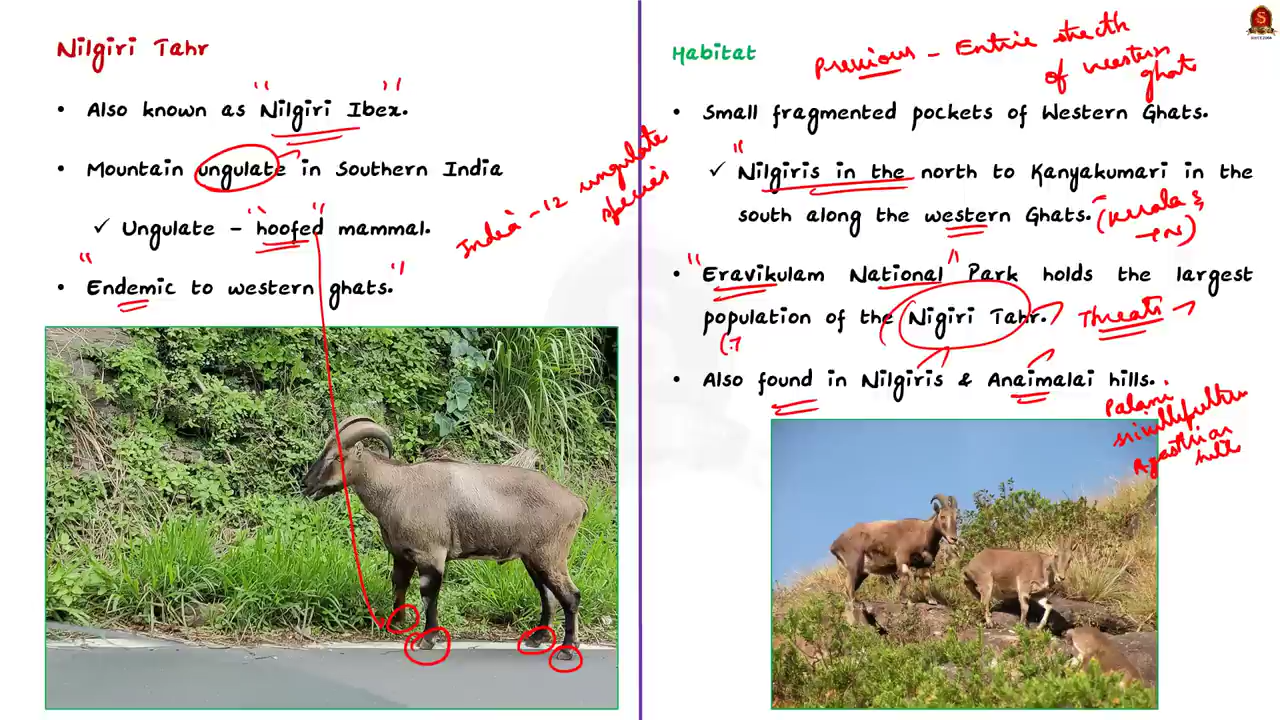 Nilgiri Tahr
• Also known as "Nilgiri Ibex".
• Mountain ungulate in Southern India
✓ Ungulate – "hoofed" mammal.
• "Endemic to western ghats."
India - 12 ungulate
species
Habitat
Previous - Entire
of western
ghats
• Small fragmented pockets of Western Ghats.
✓ "Nilgiris in the north to Kanyakumari in the
south along the western Ghats.
(Kerala &
TN)
• "Eravikulam National" Park holds the largest
population of the Nigiri Tahr.
Threats
• Also found in Nilgiris & Anaimalai hills.
Palani
Agasthiar
hills